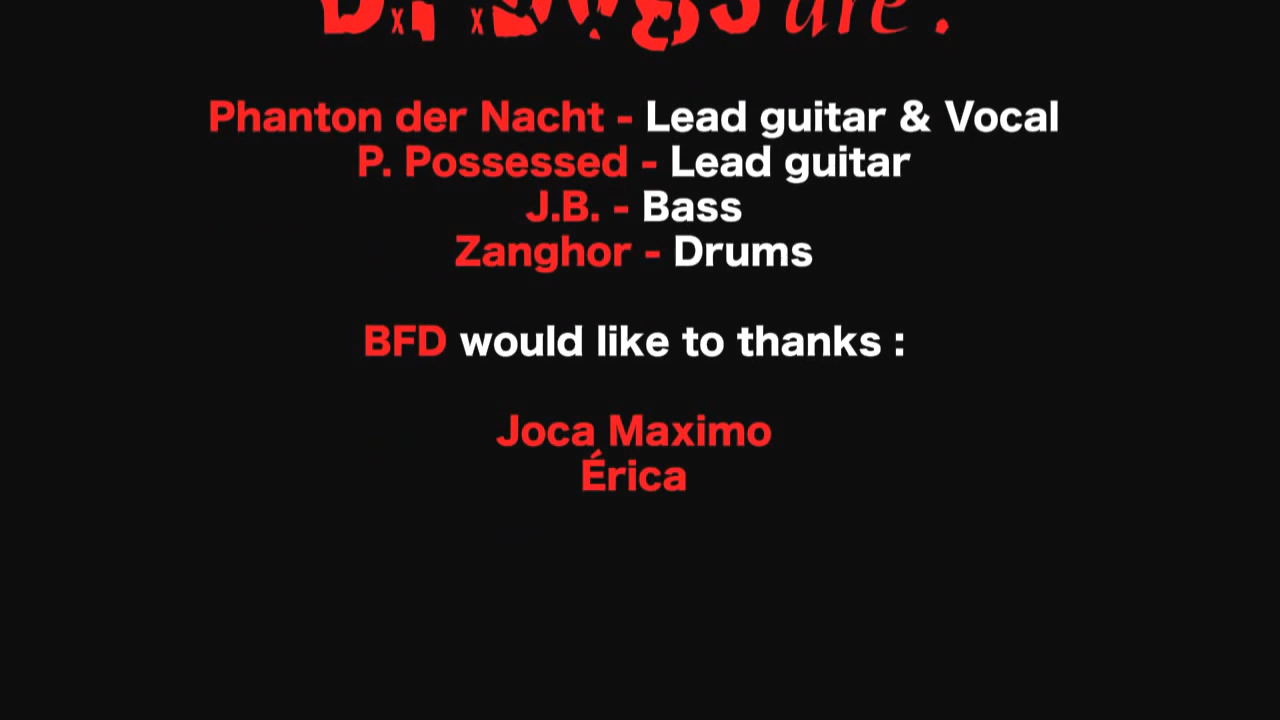 are :
Phanton der Nacht - Lead guitar & Vocal
P. Possessed - Lead guitar
J.B. - Bass
Zanghor - Drums
BFD would like to thanks :
Joca Maximo
Érica